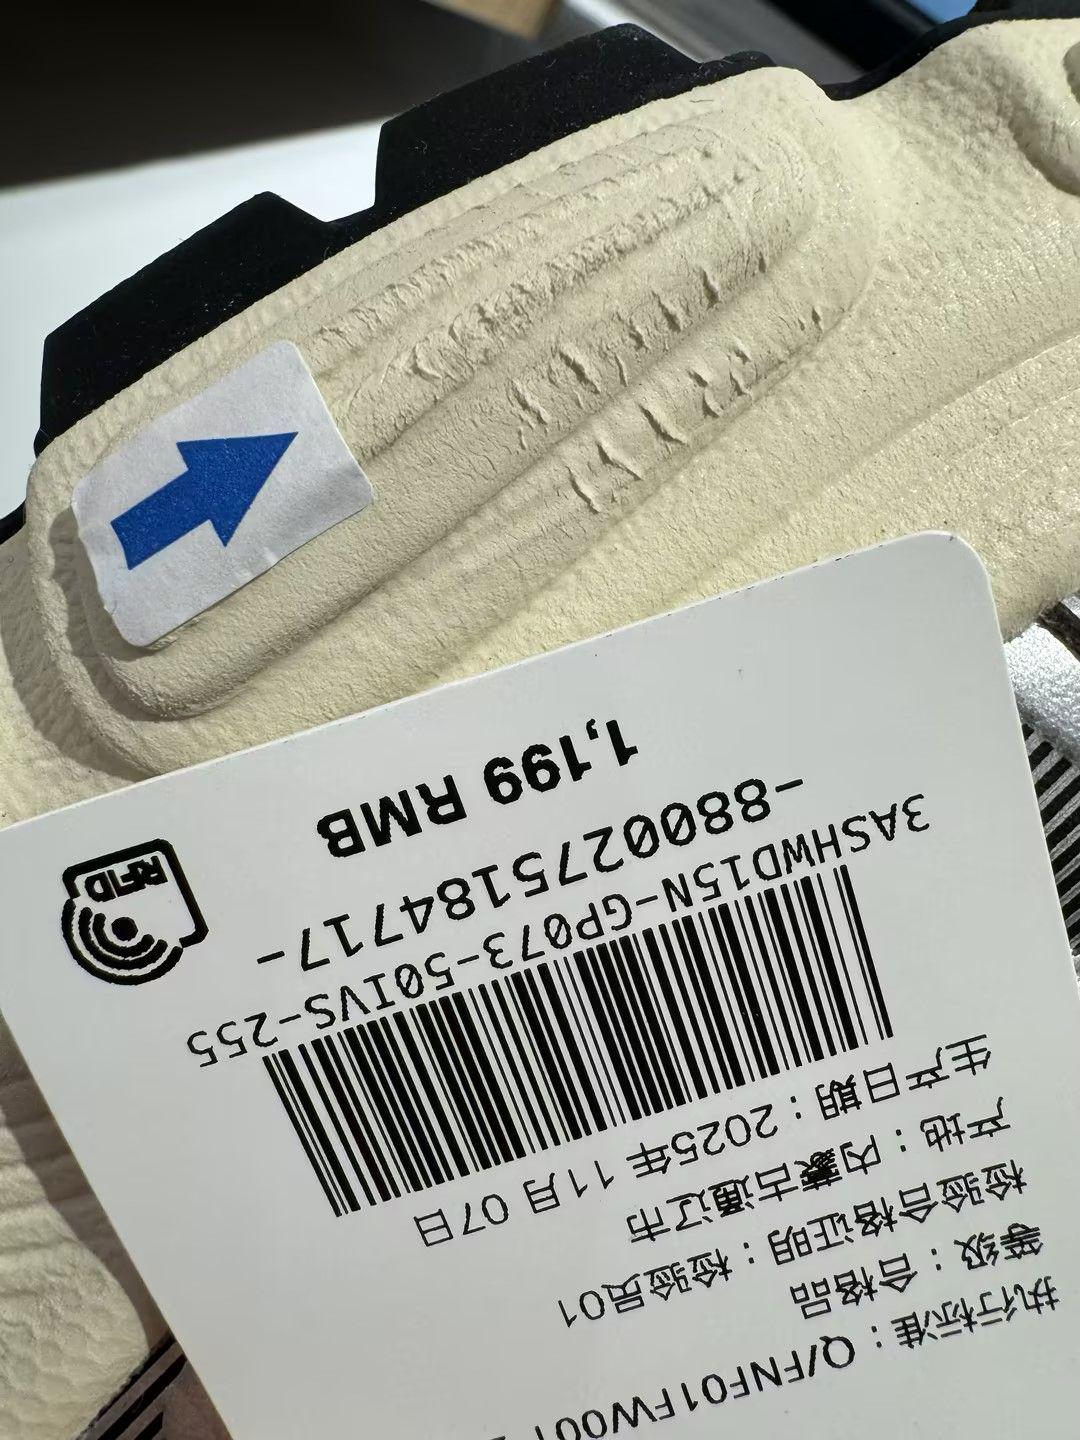 1,199 RMB
-8800275184717-
RFID
3ASHWD15N-GP073-50IVS-255
生产日期：2025年 11月 07日
产地：内蒙古通辽市
检验合格证明：检验员01
等级：合格品
执行标准：Q/FNF01FW001